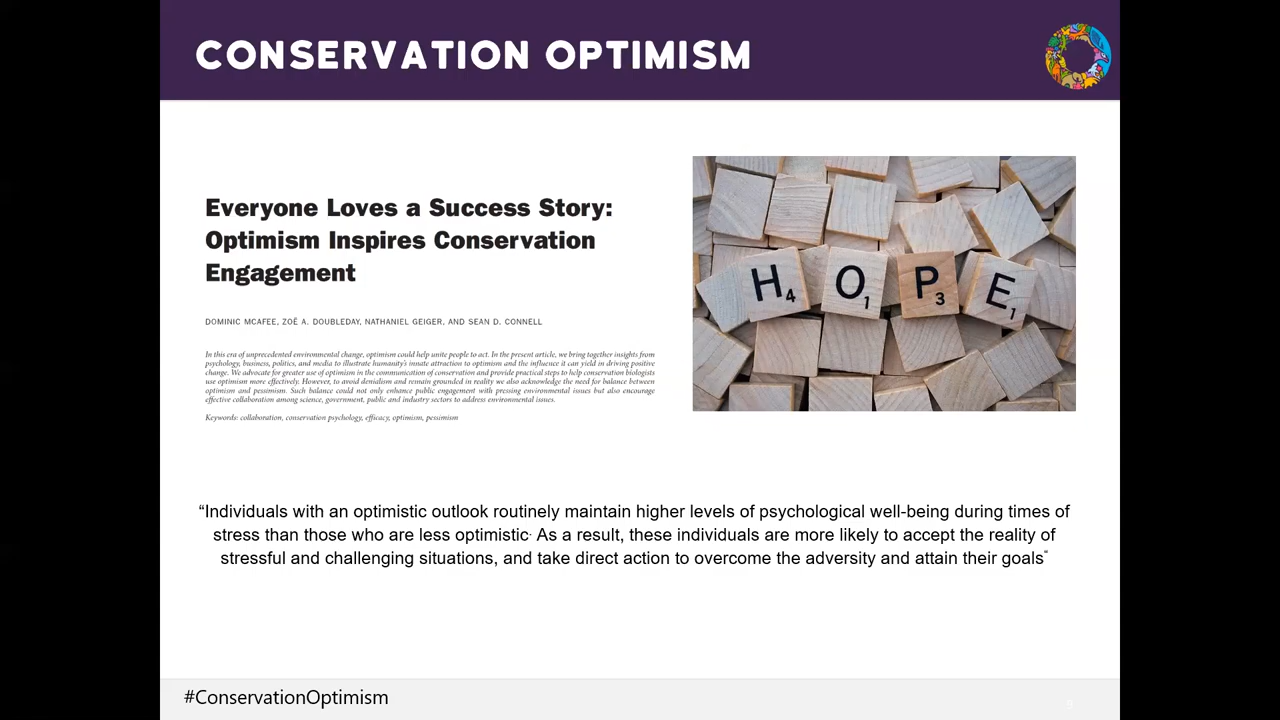 CONSERVATION OPTIMISM
Everyone Loves a Success Story:
Optimism Inspires Conservation
Engagement
DOMINIC MCAFEE, ZOË A. DOUBLEDAY, NATHANIEL GEIGER, AND SEAN D. CONNELL
In this era of unprecedented environmental change, optimism could help unite people to act. In the present article, we bring together insights from
psychology, business, politics, and media to illustrate humanity's innate attraction to optimism and the influence it can yield in driving positive
change. We advocate for greater use of optimism in the communication of conservation and provide practical steps to help conservation biologists
use optimism more effectively. However, to avoid denialism and remain grounded in reality we also acknowledge the need for balance between
optimism and pessimism. Such balance could not only enhance public engagement with pressing environmental issues but also encourage
effective collaboration among science, government, public and industry sectors to address environmental issues.
Keywords: collaboration, conservation psychology, efficacy, optimism, pessimism
H4 O1 P3 E1
“Individuals with an optimistic outlook routinely maintain higher levels of psychological well-being during times of
stress than those who are less optimistic. As a result, these individuals are more likely to accept the reality of
stressful and challenging situations, and take direct action to overcome the adversity and attain their goals“
#ConservationOptimism